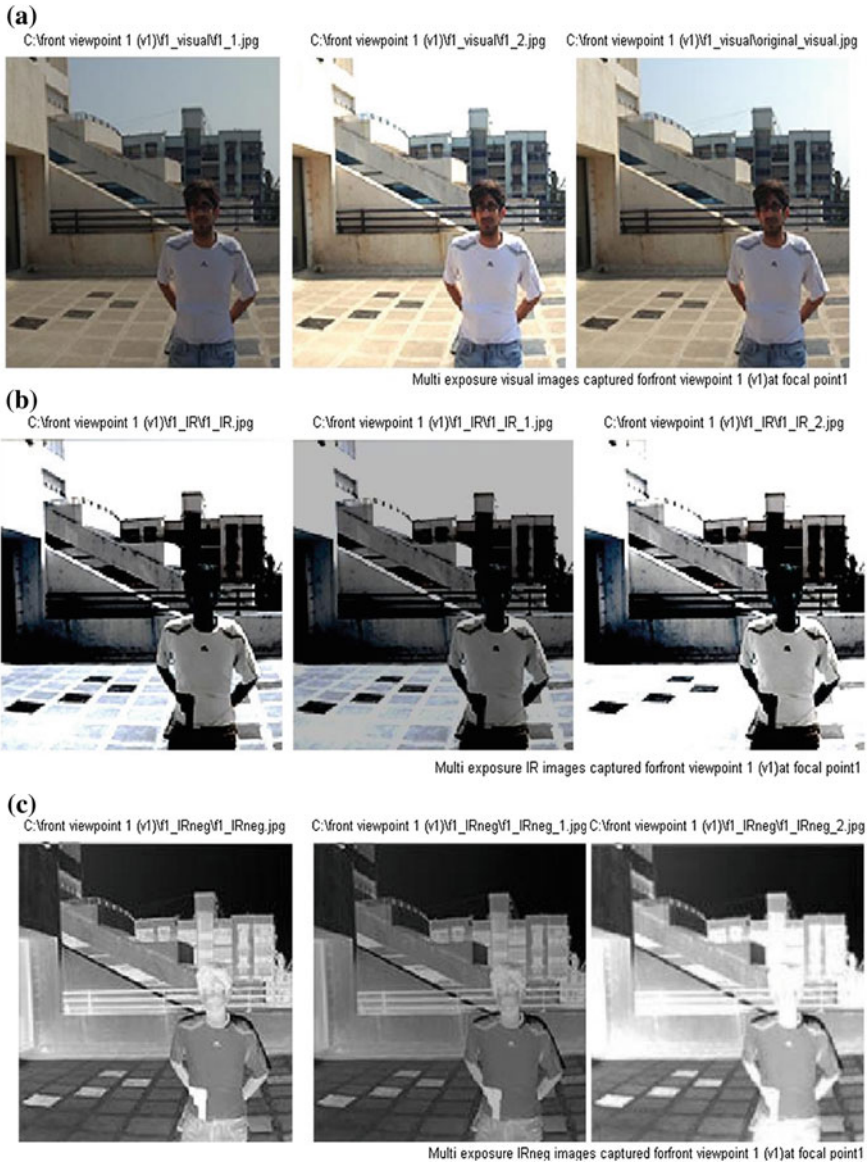 (a)
C:\front viewpoint 1 (v1)\f1_visual\f1_1.jpg C:\front viewpoint 1 (v1)\f1_visual\f1_2.jpg C:\front viewpoint 1 (v1)\f1_visual\original_visual.jpg
Multi exposure visual images captured forfront viewpoint 1 (v1)at focal point1
(b)
C:\front viewpoint 1 (v1)\f1_IR\f1_IR.jpg C:\front viewpoint 1 (v1)\f1_IR\f1_IR_1.jpg C:\front viewpoint 1 (v1)\f1_IR\f1_IR_2.jpg
Multi exposure IR images captured forfront viewpoint 1 (v1)at focal point1
(c)
C:\front viewpoint 1 (v1)\f1_IRneg\f1_IRneg.jpg C:\front viewpoint 1 (v1)\f1_IRneg\f1_IRneg_1.jpg C:\front viewpoint 1 (v1)\f1_IRneg\f1_IRneg_2.jpg
Multi exposure IRneg images captured forfront viewpoint 1 (v1)at focal point1